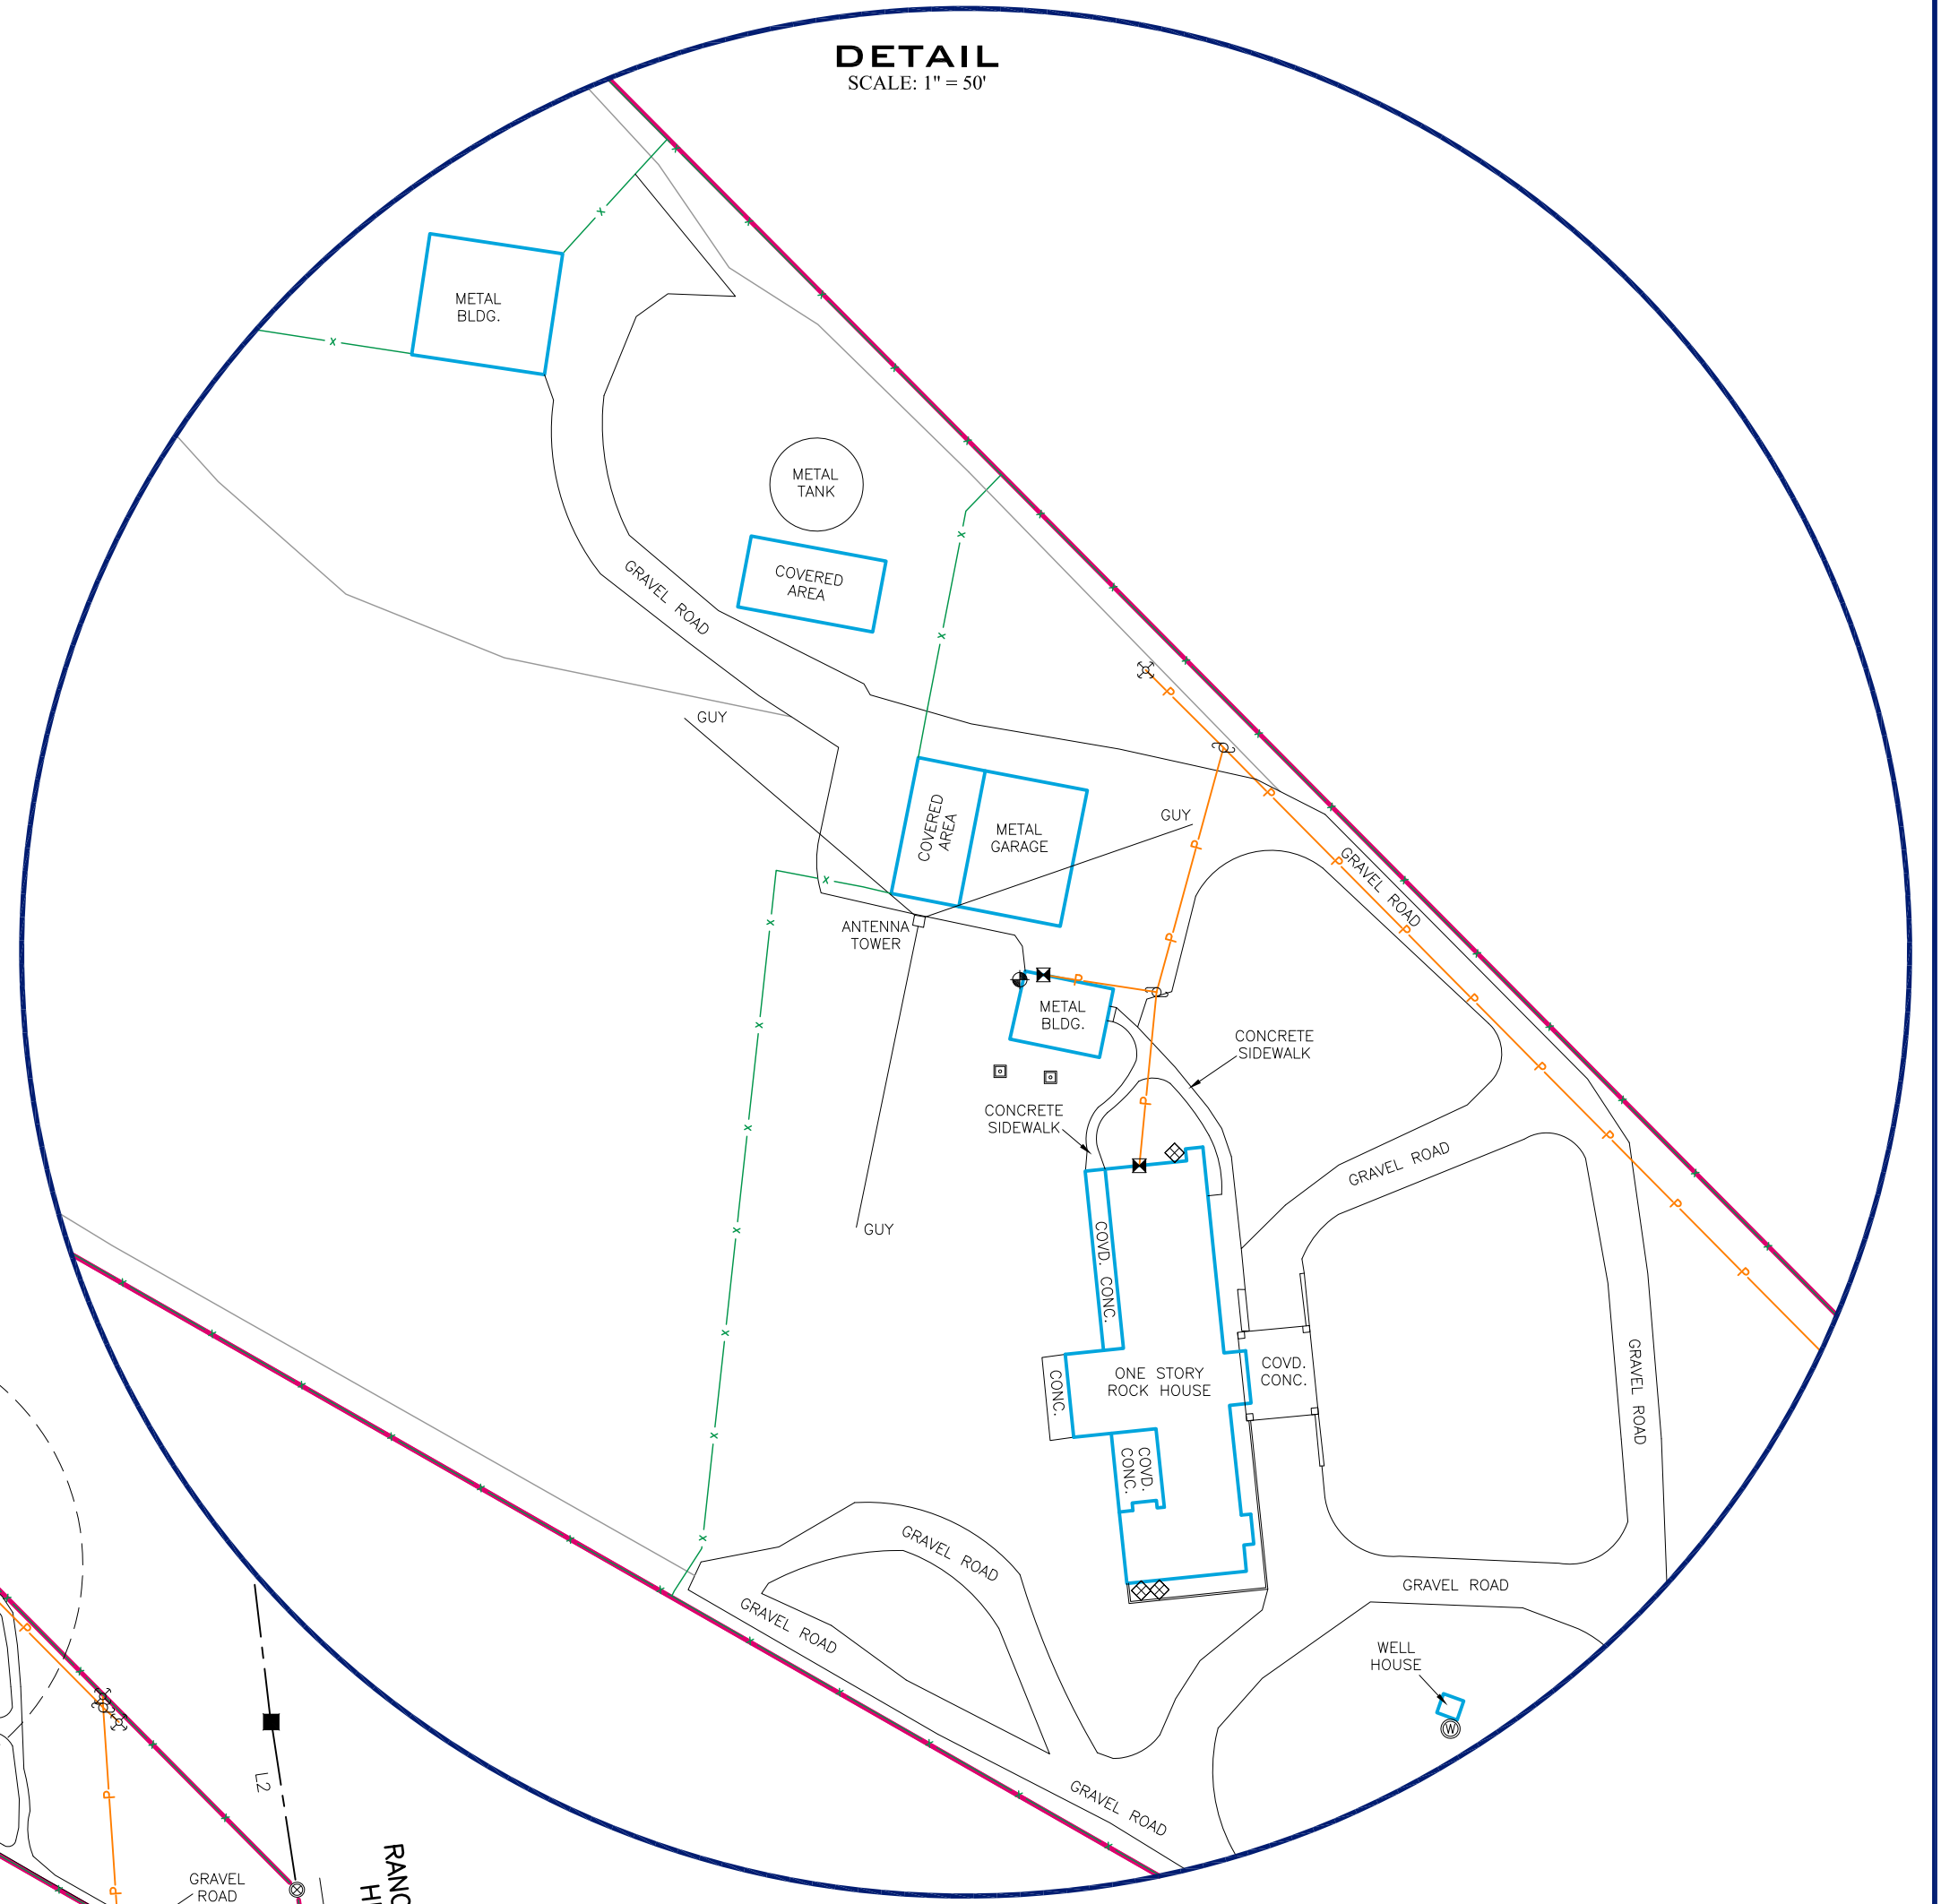 DETAIL
SCALE: 1" = 50'
METAL
BLDG.
METAL
TANK
COVERED
AREA
GRAVEL ROAD
GUY
COVERED
AREA
METAL
GARAGE
GUY
GRAVEL ROAD
ANTENNA
TOWER
METAL
BLDG.
CONCRETE
SIDEWALK
CONCRETE
SIDEWALK
GRAVEL ROAD
GUY
COVD. CONC.
ONE STORY
ROCK HOUSE
COVD.
CONC.
CONC.
GRAVEL ROAD
COVD.
CONC.
GRAVEL ROAD
GRAVEL ROAD
GRAVEL ROAD
WELL
HOUSE
W
GRAVEL ROAD
L2
GRAVEL
ROAD